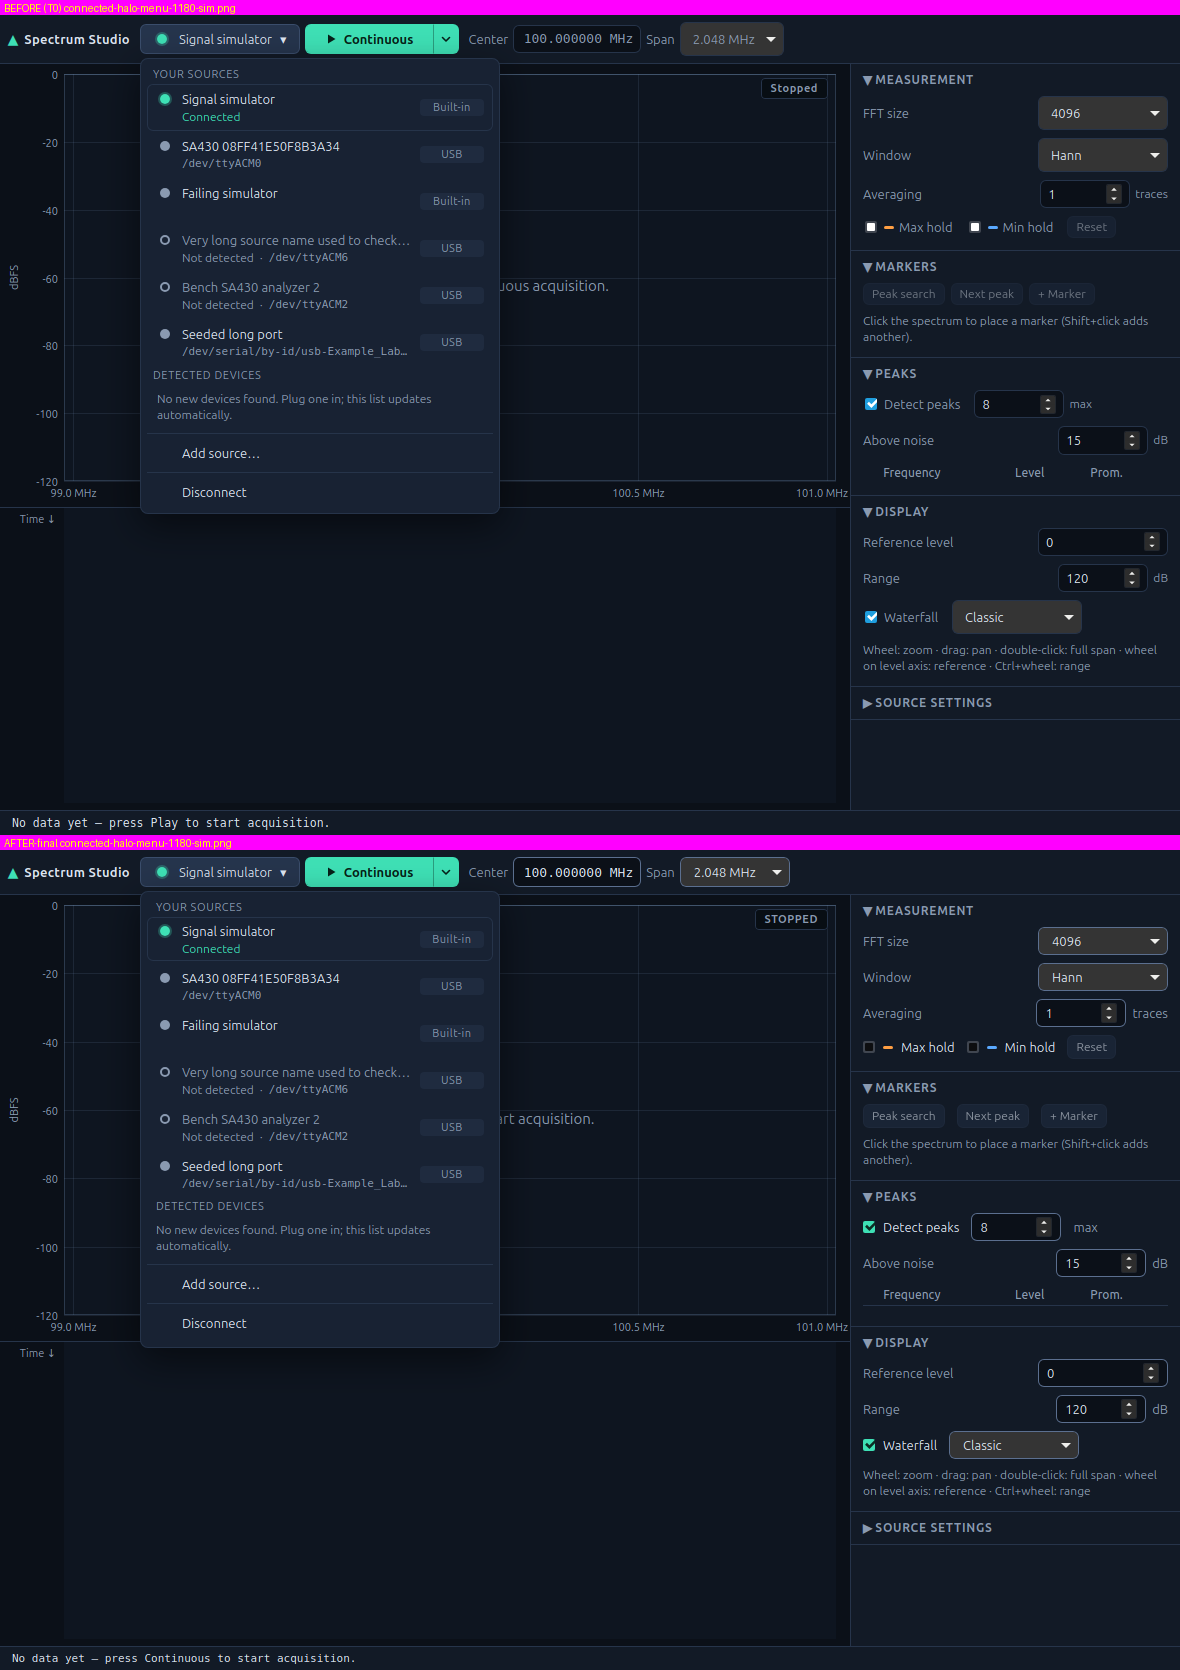 BEFORE (T0) connected-halo-menu-1180-sim.png
▲ Spectrum Studio Signal simulator ▾ Continuous Center 100.000000 MHz Span 2.048 MHz
YOUR SOURCES
Signal simulator
Connected
Built-in
SA430 08FF41E50F8B3A34
/dev/ttyACM0
USB
Failing simulator
Built-in
Very long source name used to check…
Not detected · /dev/ttyACM6
USB
Bench SA430 analyzer 2
Not detected · /dev/ttyACM2
USB
Seeded long port
/dev/serial/by-id/usb-Example_Lab…
USB
DETECTED DEVICES
No new devices found. Plug one in; this list updates
automatically.
Add source…
Disconnect
Stopped
uous acquisition.
dBFS
0
-20
-40
-60
-80
-100
-120
99.0 MHz 100.5 MHz 101.0 MHz
Time ↓
▼ MEASUREMENT
FFT size 4096
Window Hann
Averaging 1 traces
Max hold Min hold Reset
▼ MARKERS
Peak search Next peak + Marker
Click the spectrum to place a marker (Shift+click adds
another).
▼ PEAKS
Detect peaks 8 max
Above noise 15 dB
Frequency Level Prom.
▼ DISPLAY
Reference level 0
Range 120 dB
Waterfall Classic
Wheel: zoom · drag: pan · double-click: full span · wheel
on level axis: reference · Ctrl+wheel: range
▶ SOURCE SETTINGS
No data yet — press Play to start acquisition.
AFTER-final connected-halo-menu-1180-sim.png
▲ Spectrum Studio Signal simulator ▾ Continuous Center 100.000000 MHz Span 2.048 MHz
YOUR SOURCES
Signal simulator
Connected
Built-in
SA430 08FF41E50F8B3A34
/dev/ttyACM0
USB
Failing simulator
Built-in
Very long source name used to check…
Not detected · /dev/ttyACM6
USB
Bench SA430 analyzer 2
Not detected · /dev/ttyACM2
USB
Seeded long port
/dev/serial/by-id/usb-Example_Lab…
USB
DETECTED DEVICES
No new devices found. Plug one in; this list updates
automatically.
Add source…
Disconnect
STOPPED
rt acquisition.
dBFS
0
-20
-40
-60
-80
-100
-120
99.0 MHz 100.5 MHz 101.0 MHz
Time ↓
▼ MEASUREMENT
FFT size 4096
Window Hann
Averaging 1 traces
Max hold Min hold Reset
▼ MARKERS
Peak search Next peak + Marker
Click the spectrum to place a marker (Shift+click adds
another).
▼ PEAKS
Detect peaks 8 max
Above noise 15 dB
Frequency Level Prom.
▼ DISPLAY
Reference level 0
Range 120 dB
Waterfall Classic
Wheel: zoom · drag: pan · double-click: full span · wheel
on level axis: reference · Ctrl+wheel: range
▶ SOURCE SETTINGS
No data yet — press Continuous to start acquisition.